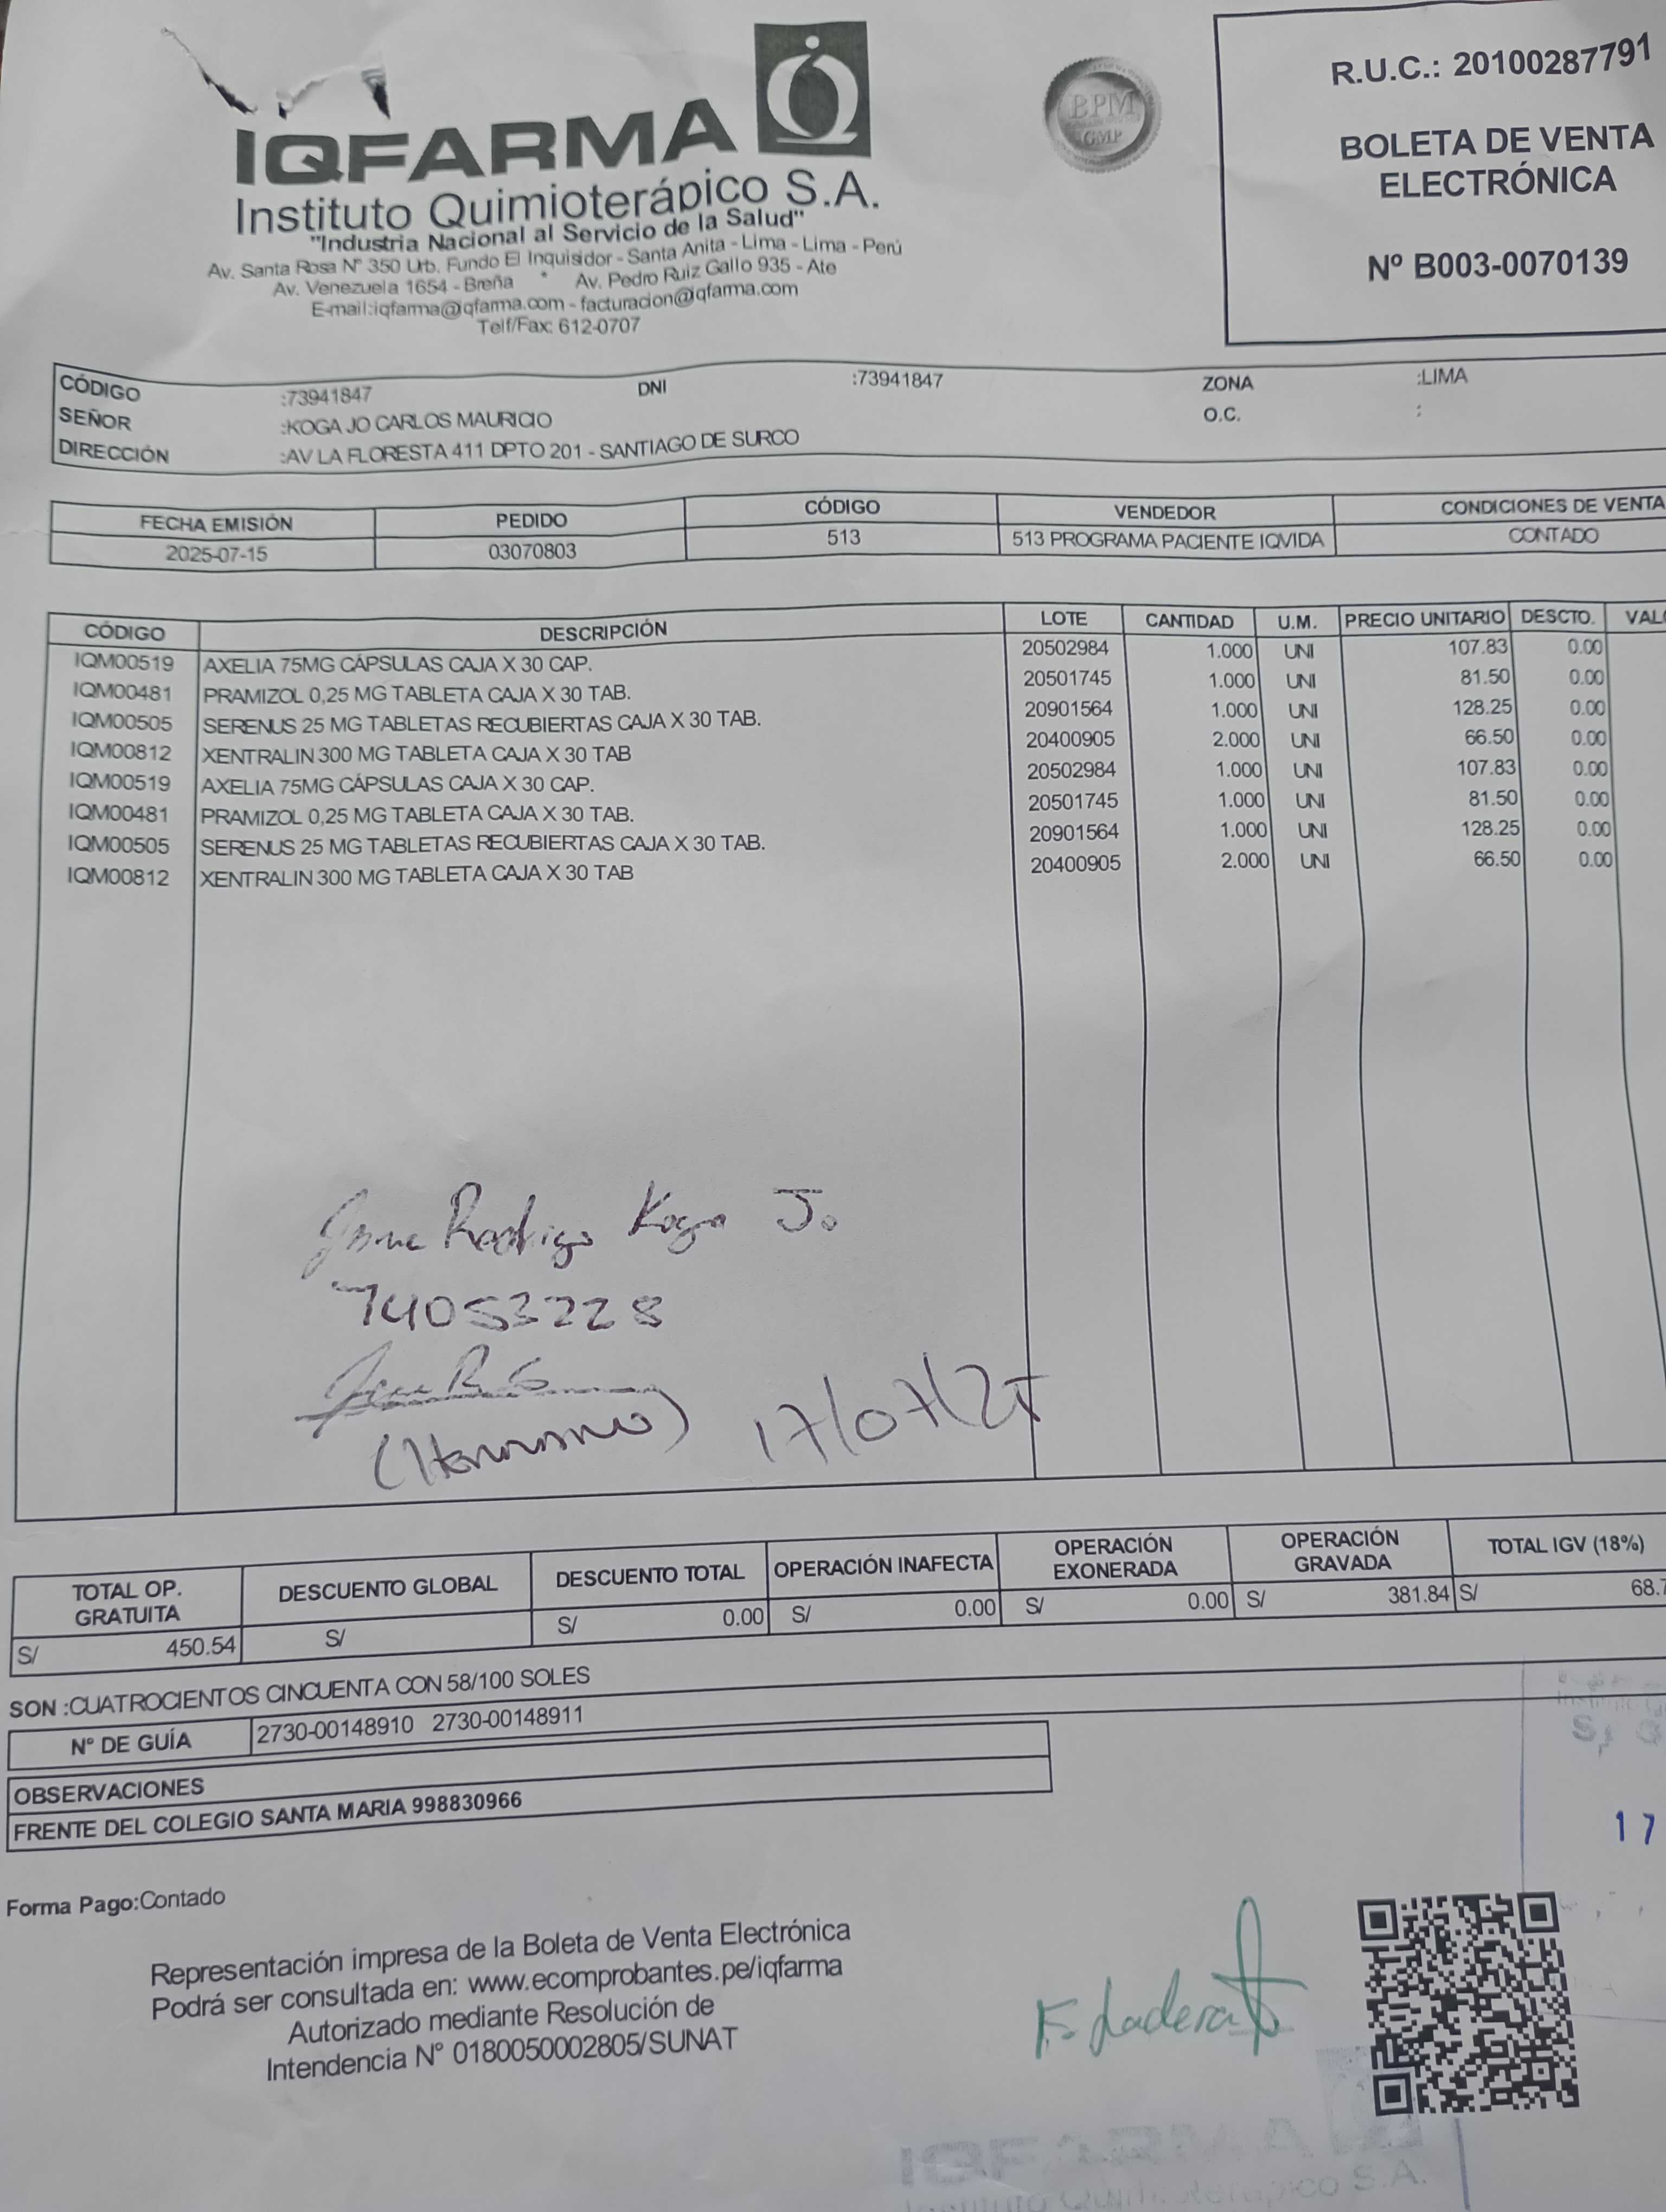 IQFARMA
Instituto Quimioterápico S.A.
"Industria Nacional al Servicio de la Salud"
Av. Santa Rosa Nº 350 Urb. Fundo El Inquisidor - Santa Anita - Lima - Lima - Perú
Av. Venezuela 1654 - Breña * Av. Pedro Ruiz Gallo 935 - Ate
E-mail:iqfarma@iqfarma.com - facturacion@iqfarma.com
Telf/Fax: 612-0707
BPM
GMP
R.U.C.: 20100287791
BOLETA DE VENTA
ELECTRÓNICA
Nº B003-0070139
CÓDIGO :73941847 DNI :73941847 ZONA :LIMA
SEÑOR :KOGA JO CARLOS MAURICIO O.C. :
DIRECCIÓN :AV LA FLORESTA 411 DPTO 201 - SANTIAGO DE SURCO
FECHA EMISIÓN PEDIDO CÓDIGO VENDEDOR CONDICIONES DE VENTA
2025-07-15 03070803 513 513 PROGRAMA PACIENTE IQVIDA CONTADO
CÓDIGO DESCRIPCIÓN LOTE CANTIDAD U.M. PRECIO UNITARIO DESCTO.
IQM00519 AXELIA 75MG CÁPSULAS CAJA X 30 CAP. 20502984 1.000 UNI 107.83 0.00
IQM00481 PRAMIZOL 0,25 MG TABLETA CAJA X 30 TAB. 20501745 1.000 UNI 81.50 0.00
IQM00505 SERENUS 25 MG TABLETAS RECUBIERTAS CAJA X 30 TAB. 20901564 1.000 UNI 128.25 0.00
IQM00812 XENTRALIN 300 MG TABLETA CAJA X 30 TAB 20400905 2.000 UNI 66.50 0.00
IQM00519 AXELIA 75MG CÁPSULAS CAJA X 30 CAP. 20502984 1.000 UNI 107.83 0.00
IQM00481 PRAMIZOL 0,25 MG TABLETA CAJA X 30 TAB. 20501745 1.000 UNI 81.50 0.00
IQM00505 SERENUS 25 MG TABLETAS RECUBIERTAS CAJA X 30 TAB. 20901564 1.000 UNI 128.25 0.00
IQM00812 XENTRALIN 300 MG TABLETA CAJA X 30 TAB 20400905 2.000 UNI 66.50 0.00
Rodrigo Koga J.
74053228
(Hermano) 17/07/25
TOTAL OP. GRATUITA DESCUENTO GLOBAL DESCUENTO TOTAL OPERACIÓN INAFECTA OPERACIÓN EXONERADA OPERACIÓN GRAVADA TOTAL IGV (18%)
S/ 450.54 S/ S/ 0.00 S/ 0.00 S/ 0.00 S/ 381.84 S/ 68.7
SON :CUATROCIENTOS CINCUENTA CON 58/100 SOLES
Nº DE GUÍA 2730-00148910 2730-00148911
OBSERVACIONES
FRENTE DEL COLEGIO SANTA MARIA 998830966
17
Forma Pago:Contado
Representación impresa de la Boleta de Venta Electrónica
Podrá ser consultada en: www.ecomprobantes.pe/iqfarma
Autorizado mediante Resolución de
Intendencia Nº 0180050002805/SUNAT
IQFARMA
Instituto Quimioterápico S.A.